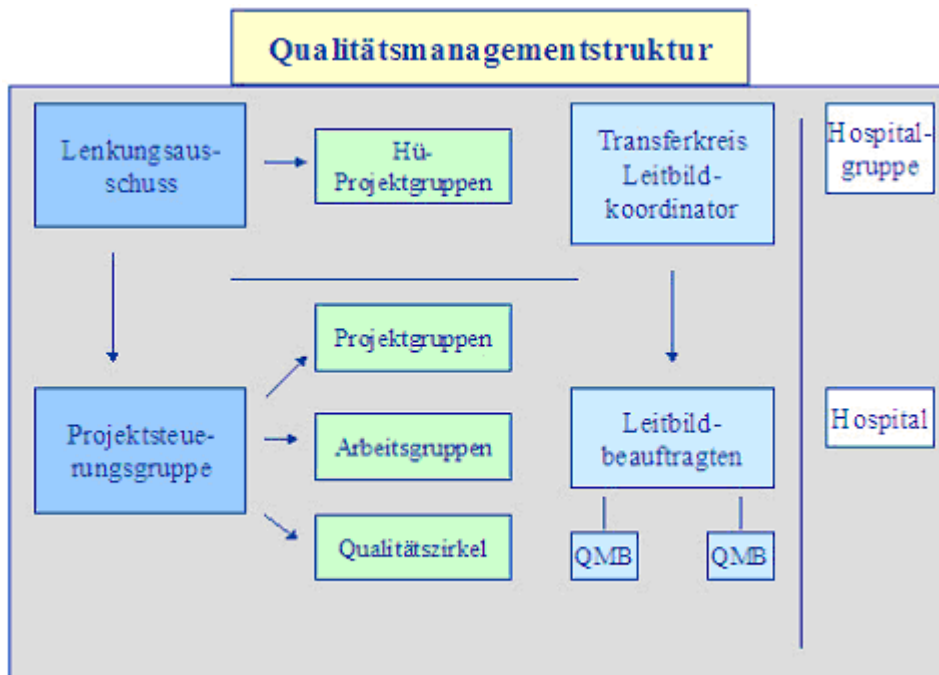 Qualitätsmanagementstruktur
Lenkungsaus-
schuss
Hü-
Projektgruppen
Transferkreis
Leitbild-
koordinator
Hospital-
gruppe
Projektgruppen
Projektsteue-
rungsgruppe
Arbeitsgruppen
Leitbild-
beauftragten
Hospital
Qualitätszirkel
QMB
QMB